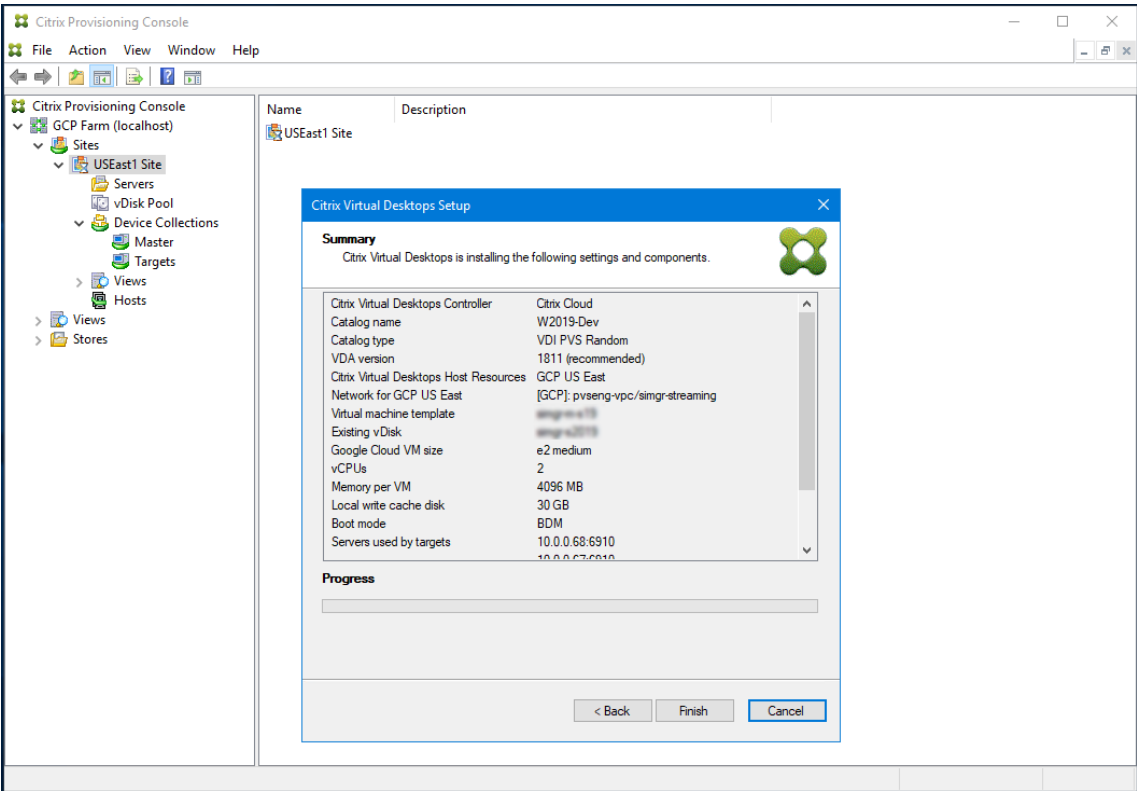 Citrix Provisioning Console
File Action View Window Help
Citrix Provisioning Console
GCP Farm (localhost)
Sites
USEast1 Site
Servers
vDisk Pool
Device Collections
Master
Targets
Views
Hosts
Views
Stores
Name Description
USEast1 Site
Citrix Virtual Desktops Setup
Summary
Citrix Virtual Desktops is installing the following settings and components.
Citrix Virtual Desktops Controller Citrix Cloud
Catalog name W2019-Dev
Catalog type VDI PVS Random
VDA version 1811 (recommended)
Citrix Virtual Desktops Host Resources GCP US East
Network for GCP US East [GCP]: pvseng-vpc/simgr-streaming
Virtual machine template
Existing vDisk
Google Cloud VM size e2 medium
vCPUs 2
Memory per VM 4096 MB
Local write cache disk 30 GB
Boot mode BDM
Servers used by targets 10.0.0.68:6910
10.0.0.67:6910
Progress
< Back Finish Cancel